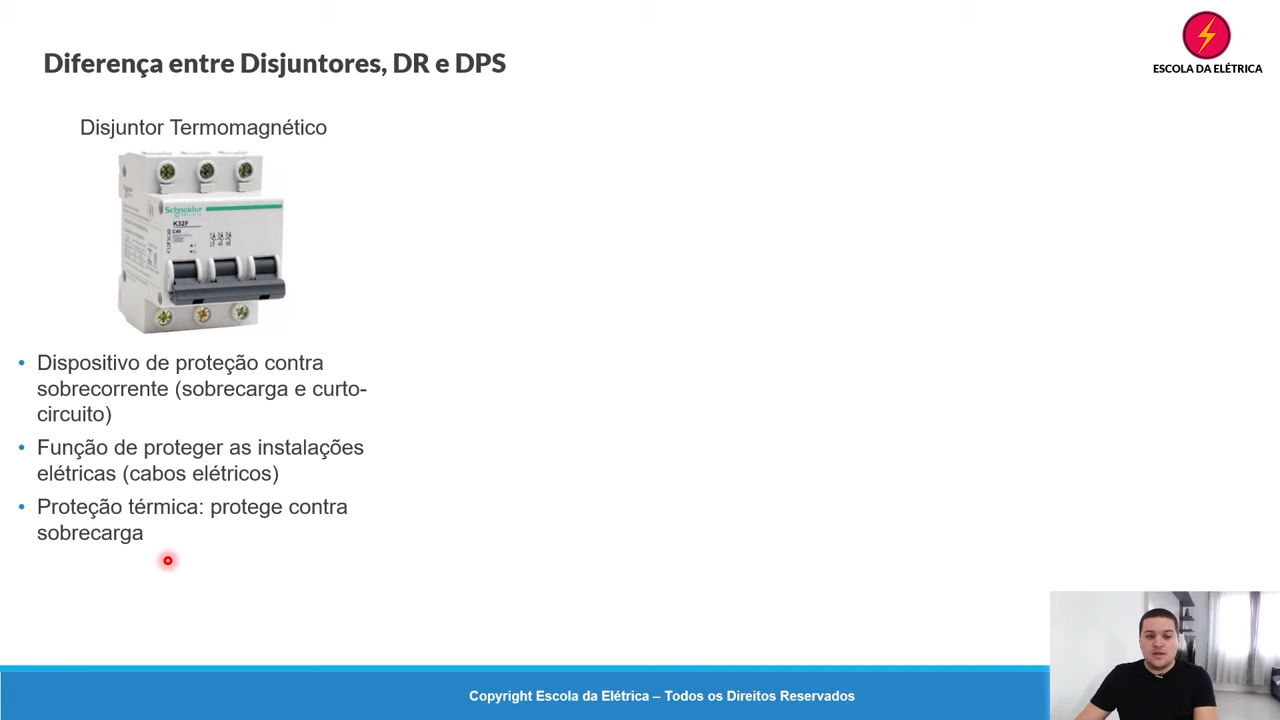 Diferença entre Disjuntores, DR e DPS
ESCOLA DA ELÉTRICA
Disjuntor Termomagnético
Schneider
K32F
C40
• Dispositivo de proteção contra
sobrecorrente (sobrecarga e curto-
circuito)
• Função de proteger as instalações
elétricas (cabos elétricos)
• Proteção térmica: protege contra
sobrecarga
Copyright Escola da Elétrica – Todos os Direitos Reservados